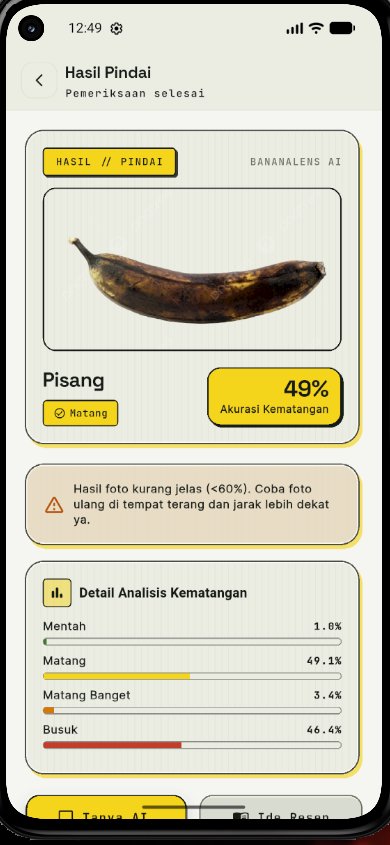 12:49
Hasil Pindai
Pemeriksaan selesai
HASIL // PINDAI
BANANALENS AI
Pisang
Matang
49%
Akurasi Kematangan
Hasil foto kurang jelas (<60%). Coba foto
ulang di tempat terang dan jarak lebih dekat
ya.
Detail Analisis Kematangan
Mentah 1.0%
Matang 49.1%
Matang Banget 3.4%
Busuk 46.4%
Tanya AI
Ide Resep